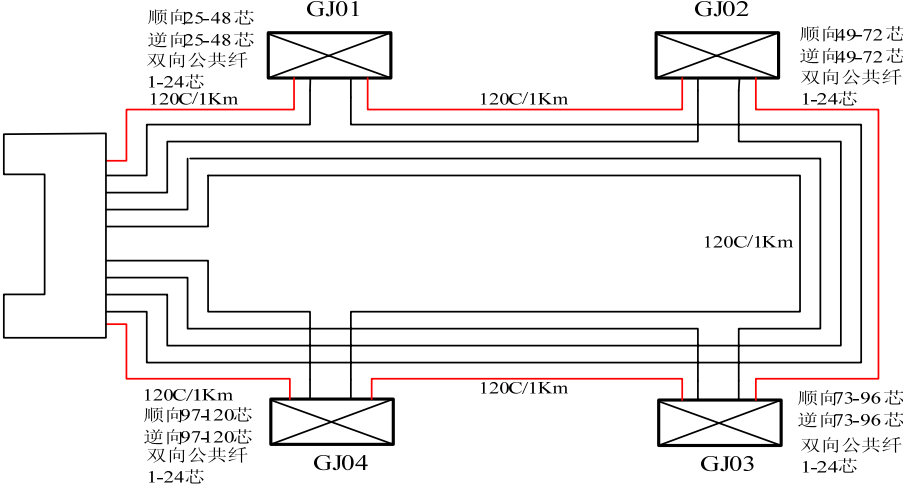 GJ01
顺向25-48芯
逆向25-48芯
双向公共纤
1-24芯
120C/1Km
120C/1Km
GJ02
顺向49-72芯
逆向49-72芯
双向公共纤
1-24芯
120C/1Km
120C/1Km
顺向97-120芯
逆向97-120芯
双向公共纤
1-24芯
GJ04
120C/1Km
GJ03
顺向73-96芯
逆向73-96芯
双向公共纤
1-24芯